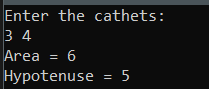 Enter the cathets:
3 4
Area = 6
Hypotenuse = 5